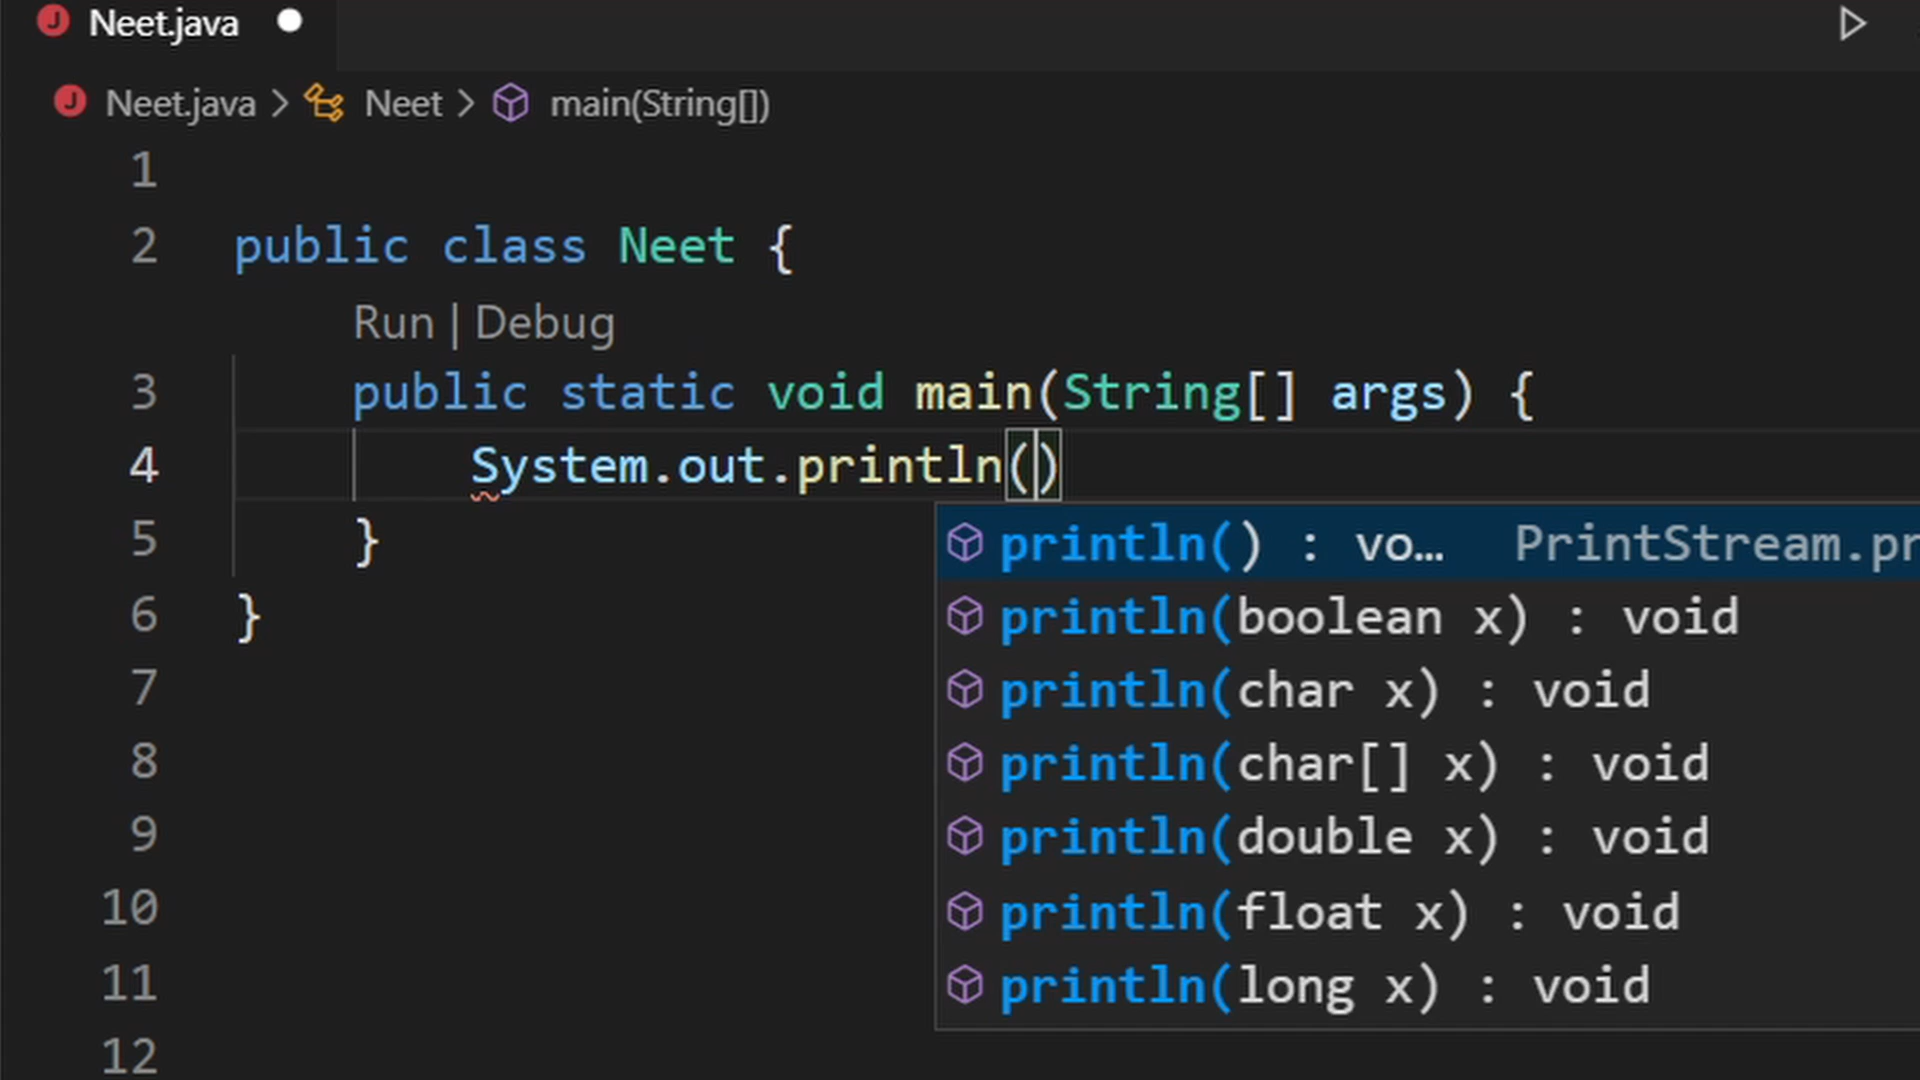 Neet.java
Neet.java > Neet > main(String[])
1
2 public class Neet {
Run | Debug
3 public static void main(String[] args) {
4 System.out.println()
println() : vo... PrintStream.pr
5 }
println(boolean x) : void
6 }
println(char x) : void
7
println(char[] x) : void
8
println(double x) : void
9
println(float x) : void
10
println(long x) : void
11
12